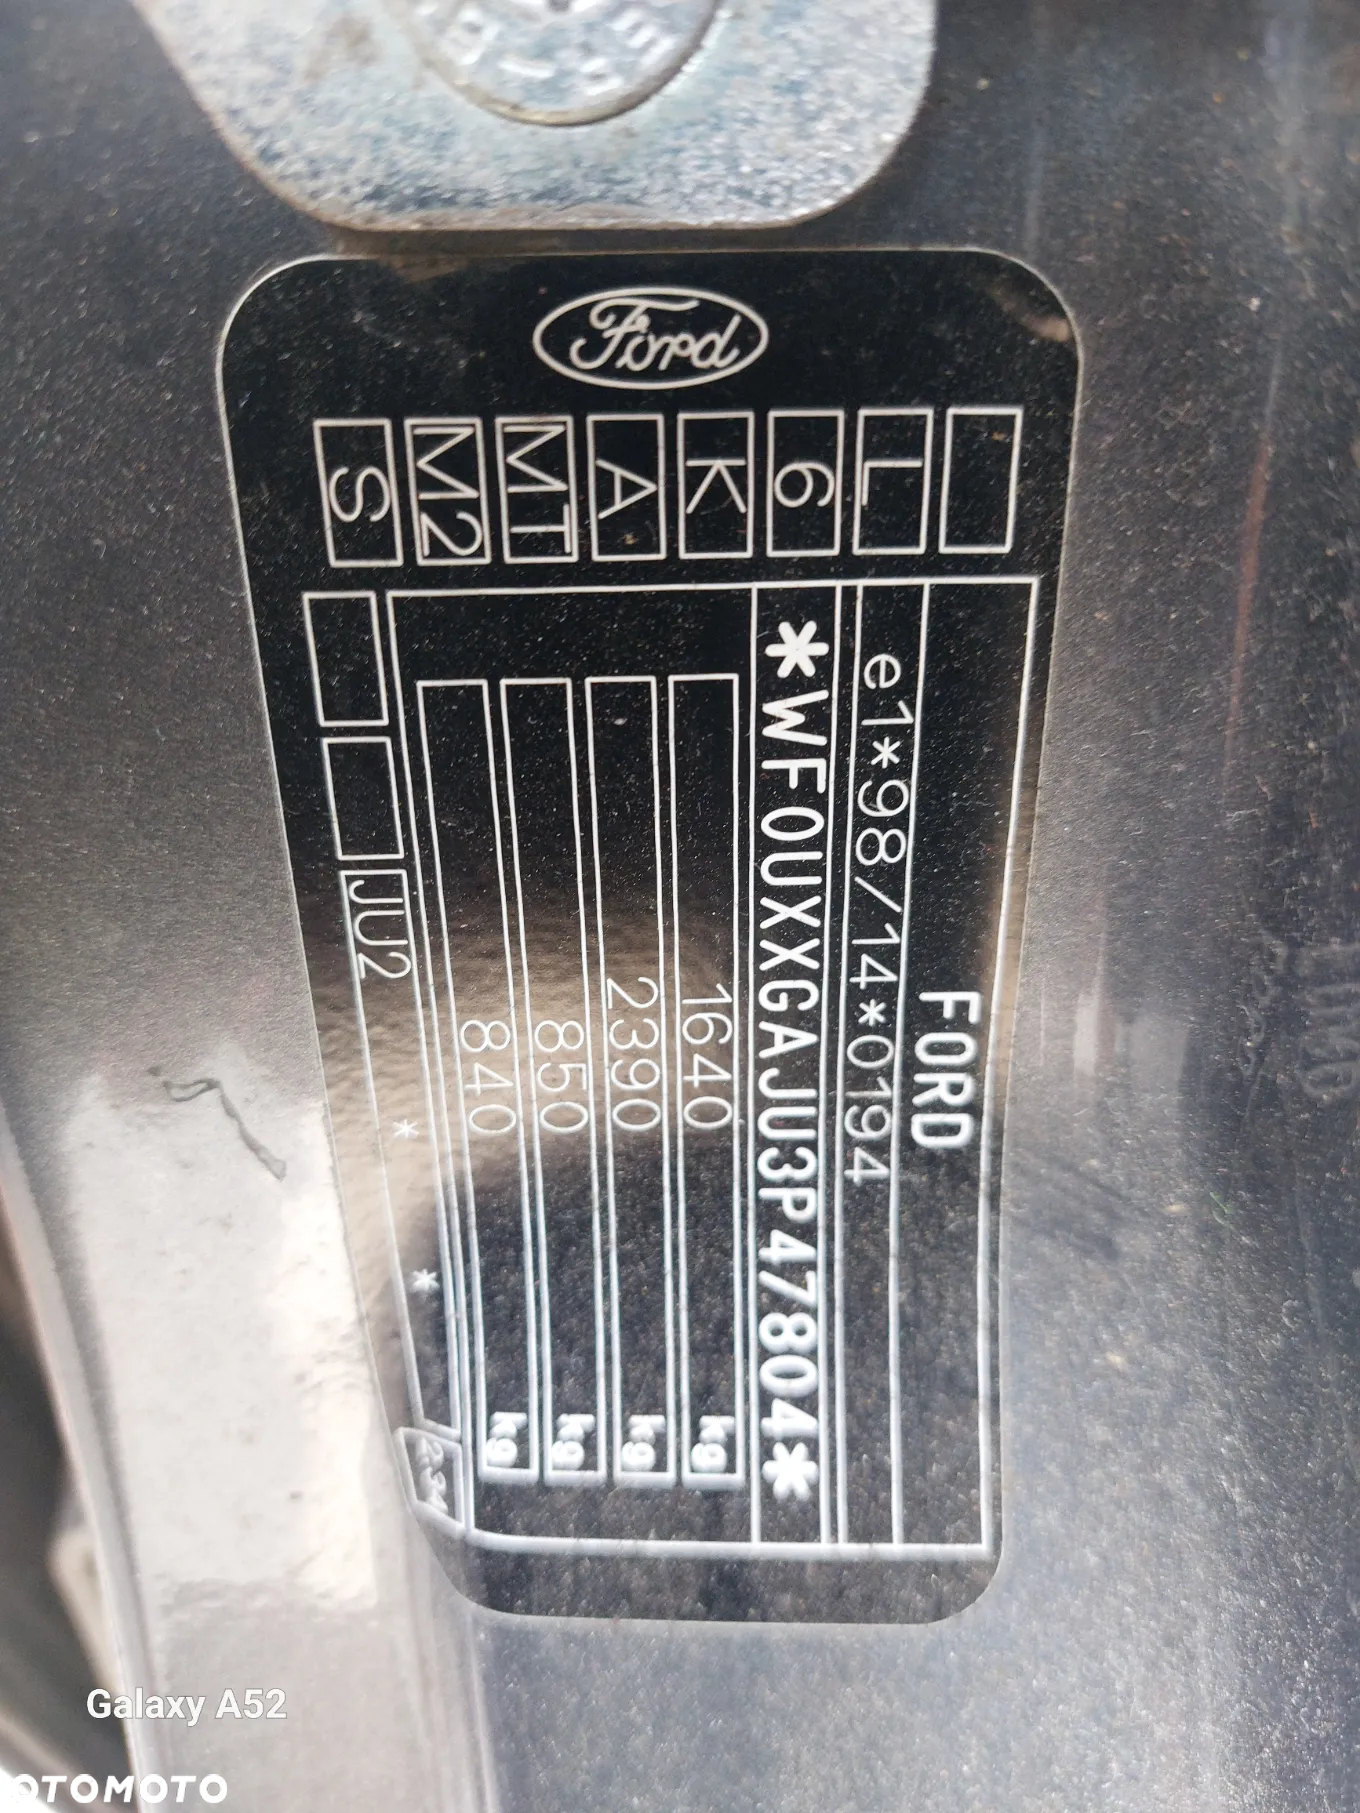 Ford
L
6
K
A
MT
M2
S
FORD
e1*98/14*0194
*WF0UXXGAJU3P47804*
1640 kg
2390 kg
850 kg
840 kg
* *
JU2
Galaxy A52
OTOMOTO